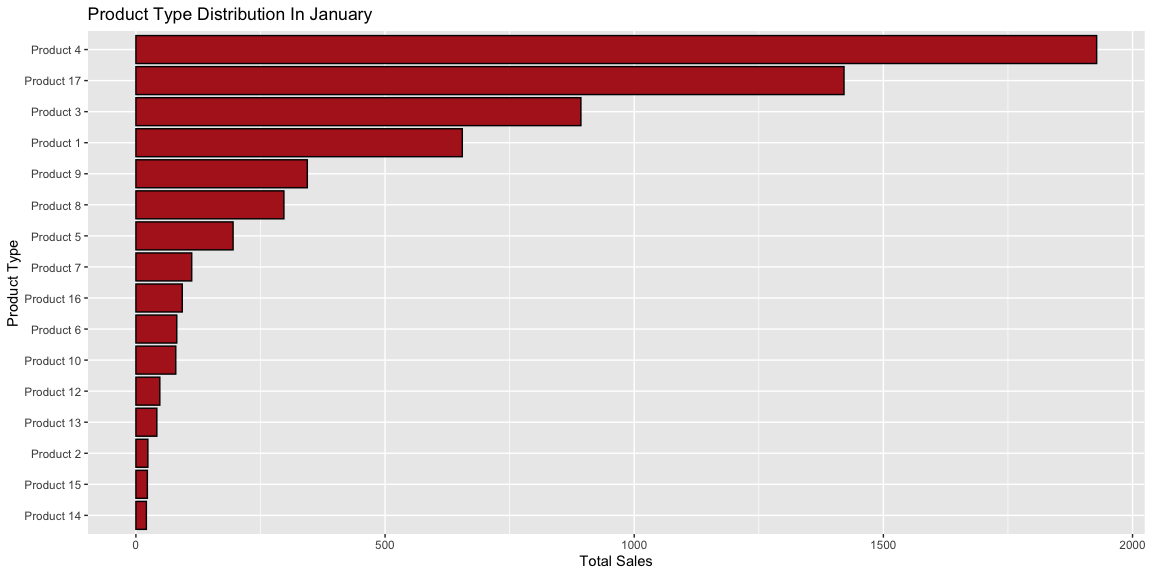 Product Type Distribution In January
Product Type
Product 4
Product 17
Product 3
Product 1
Product 9
Product 8
Product 5
Product 7
Product 16
Product 6
Product 10
Product 12
Product 13
Product 2
Product 15
Product 14
0 500 1000 1500 2000
Total Sales